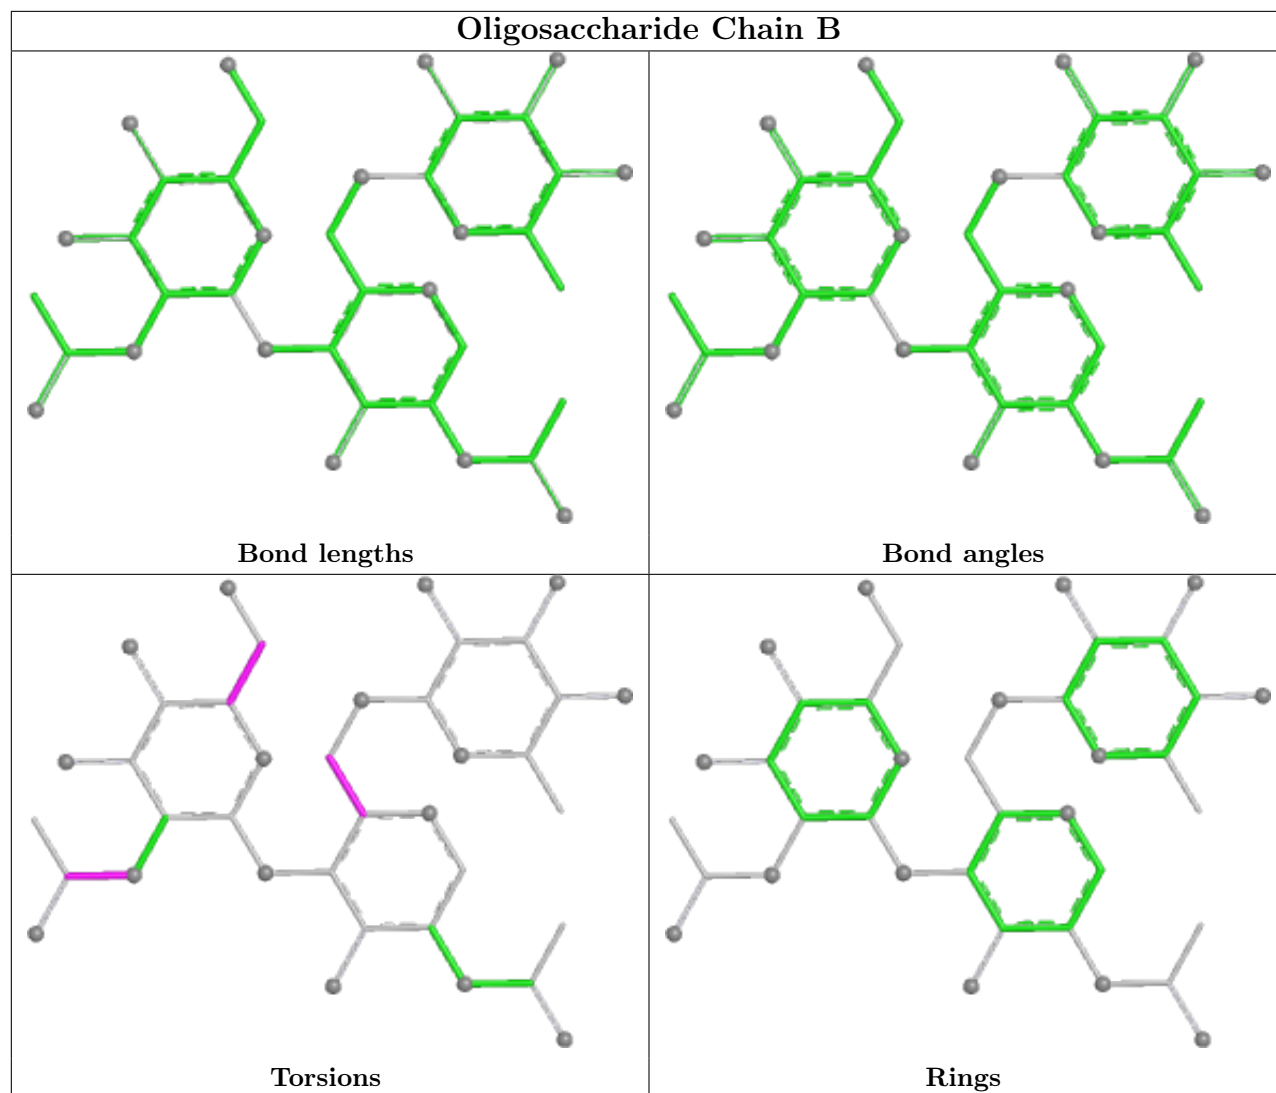 Oligosaccharide Chain B
Bond lengths
Bond angles
Torsions
Rings